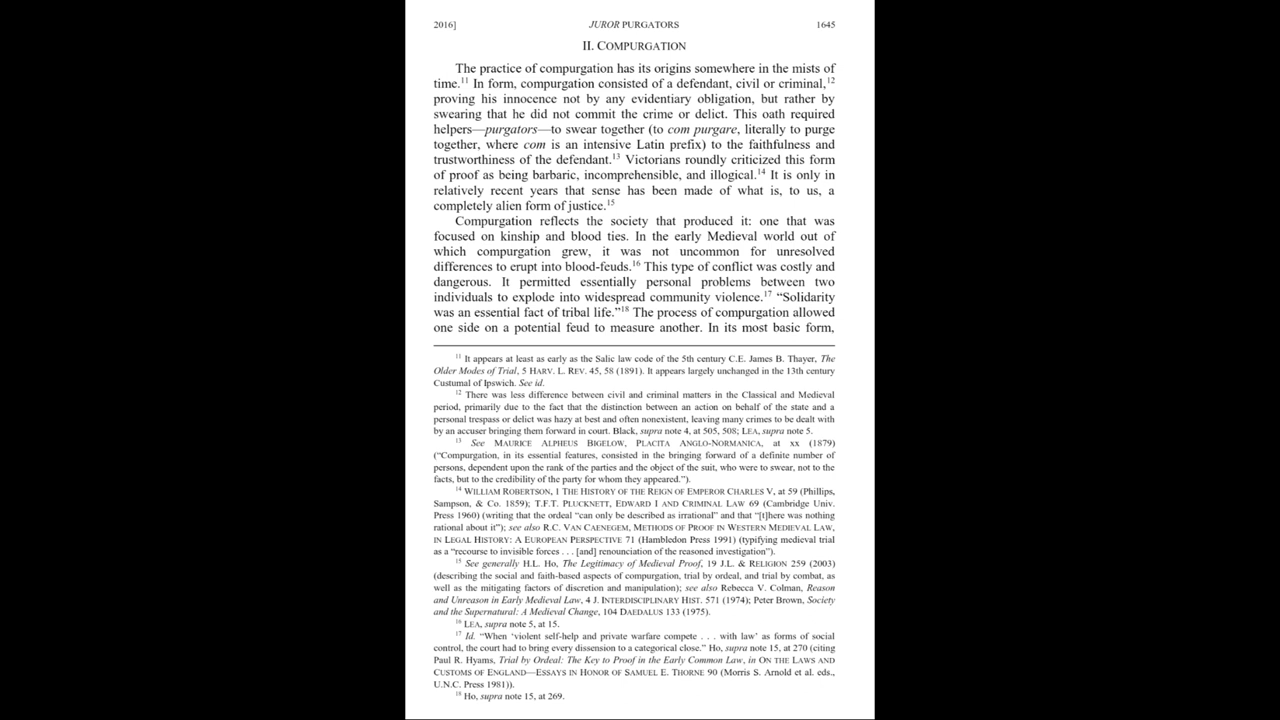 2016] JUROR PURGATORS 1645
II. COMPURGATION
The practice of compurgation has its origins somewhere in the mists of
time.11 In form, compurgation consisted of a defendant, civil or criminal,12
proving his innocence not by any evidentiary obligation, but rather by
swearing that he did not commit the crime or delict. This oath required
helpers—purgators—to swear together (to com purgare, literally to purge
together, where com is an intensive Latin prefix) to the faithfulness and
trustworthiness of the defendant.13 Victorians roundly criticized this form
of proof as being barbaric, incomprehensible, and illogical.14 It is only in
relatively recent years that sense has been made of what is, to us, a
completely alien form of justice.15
Compurgation reflects the society that produced it: one that was
focused on kinship and blood ties. In the early Medieval world out of
which compurgation grew, it was not uncommon for unresolved
differences to erupt into blood-feuds.16 This type of conflict was costly and
dangerous. It permitted essentially personal problems between two
individuals to explode into widespread community violence.17 “Solidarity
was an essential fact of tribal life.”18 The process of compurgation allowed
one side on a potential feud to measure another. In its most basic form,
11 It appears at least as early as the Salic law code of the 5th century C.E. James B. Thayer, The
Older Modes of Trial, 5 HARV. L. REV. 45, 58 (1891). It appears largely unchanged in the 13th century
Custumal of Ipswich. See id.
12 There was less difference between civil and criminal matters in the Classical and Medieval
period, primarily due to the fact that the distinction between an action on behalf of the state and a
personal trespass or delict was hazy at best and often nonexistent, leaving many crimes to be dealt with
by an accuser bringing them forward in court. Black, supra note 4, at 505, 508; LEA, supra note 5.
13 See MAURICE ALPHEUS BIGELOW, PLACITA ANGLO-NORMANICA, at xx (1879)
(“Compurgation, in its essential features, consisted in the bringing forward of a definite number of
persons, dependent upon the rank of the parties and the object of the suit, who were to swear, not to the
facts, but to the credibility of the party for whom they appeared.”).
14 WILLIAM ROBERTSON, 1 THE HISTORY OF THE REIGN OF EMPEROR CHARLES V, at 59 (Phillips,
Sampson, & Co. 1859); T.F.T. PLUCKNETT, EDWARD I AND CRIMINAL LAW 69 (Cambridge Univ.
Press 1960) (writing that the ordeal “can only be described as irrational” and that “[t]here was nothing
rational about it”); see also R.C. VAN CAENEGEM, METHODS OF PROOF IN WESTERN MEDIEVAL LAW,
IN LEGAL HISTORY: A EUROPEAN PERSPECTIVE 71 (Hambledon Press 1991) (typifying medieval trial
as a “recourse to invisible forces . . . [and] renunciation of the reasoned investigation”).
15 See generally H.L. Ho, The Legitimacy of Medieval Proof, 19 J.L. & RELIGION 259 (2003)
(describing the social and faith-based aspects of compurgation, trial by ordeal, and trial by combat, as
well as the mitigating factors of discretion and manipulation); see also Rebecca V. Colman, Reason
and Unreason in Early Medieval Law, 4 J. INTERDISCIPLINARY HIST. 571 (1974); Peter Brown, Society
and the Supernatural: A Medieval Change, 104 DAEDALUS 133 (1975).
16 LEA, supra note 5, at 15.
17 Id. “When ‘violent self-help and private warfare compete . . . with law’ as forms of social
control, the court had to bring every dissension to a categorical close.” Ho, supra note 15, at 270 (citing
Paul R. Hyams, Trial by Ordeal: The Key to Proof in the Early Common Law, in ON THE LAWS AND
CUSTOMS OF ENGLAND—ESSAYS IN HONOR OF SAMUEL E. THORNE 90 (Morris S. Arnold et al. eds.,
U.N.C. Press 1981)).
18 Ho, supra note 15, at 269.